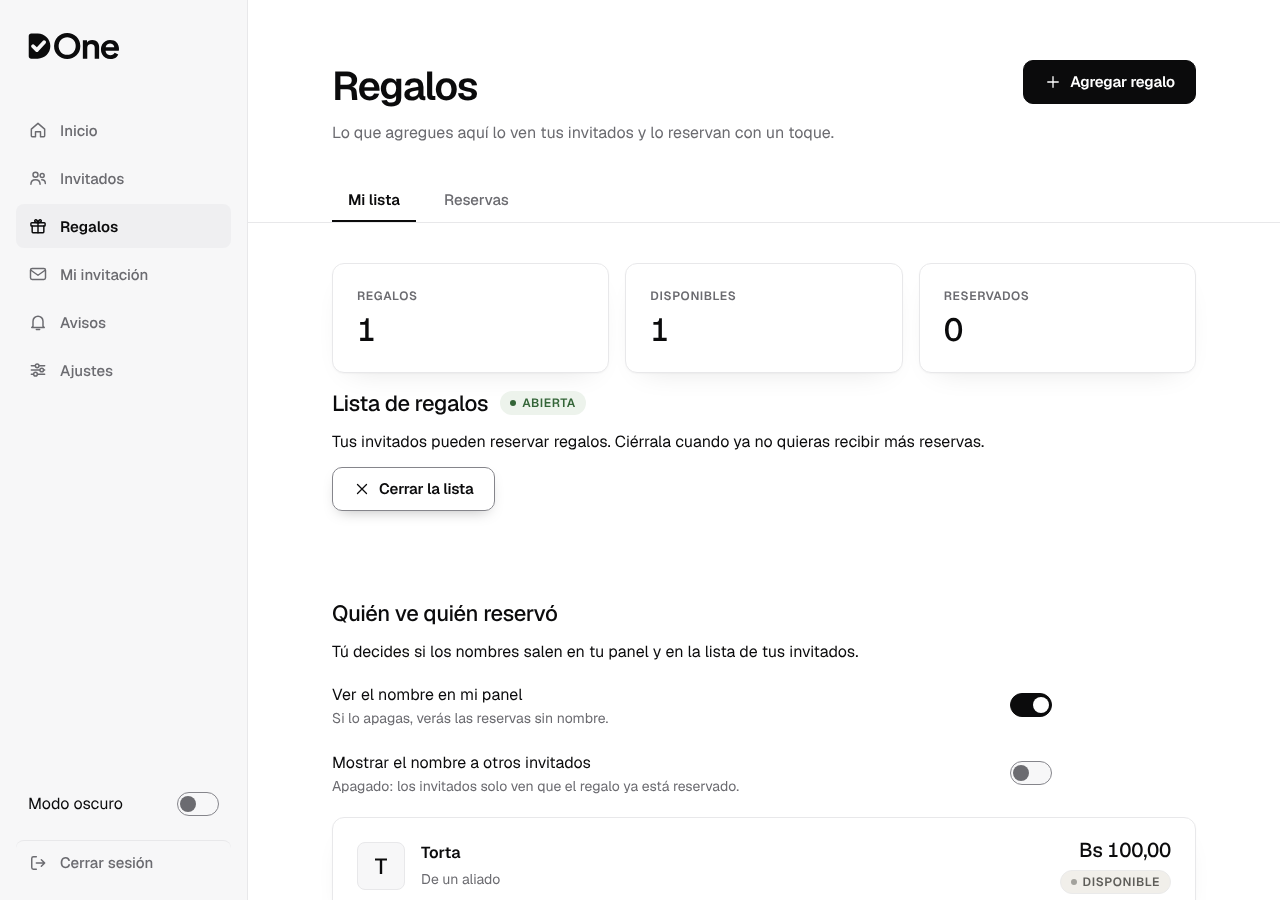 One
Inicio
Invitados
Regalos
Mi invitación
Avisos
Ajustes
Modo oscuro
Cerrar sesión
Regalos
Agregar regalo
Lo que agregues aquí lo ven tus invitados y lo reservan con un toque.
Mi lista
Reservas
REGALOS
1
DISPONIBLES
1
RESERVADOS
0
Lista de regalos
ABIERTA
Tus invitados pueden reservar regalos. Ciérrala cuando ya no quieras recibir más reservas.
Cerrar la lista
Quién ve quién reservó
Tú decides si los nombres salen en tu panel y en la lista de tus invitados.
Ver el nombre en mi panel
Si lo apagas, verás las reservas sin nombre.
Mostrar el nombre a otros invitados
Apagado: los invitados solo ven que el regalo ya está reservado.
T
Torta
De un aliado
Bs 100,00
DISPONIBLE